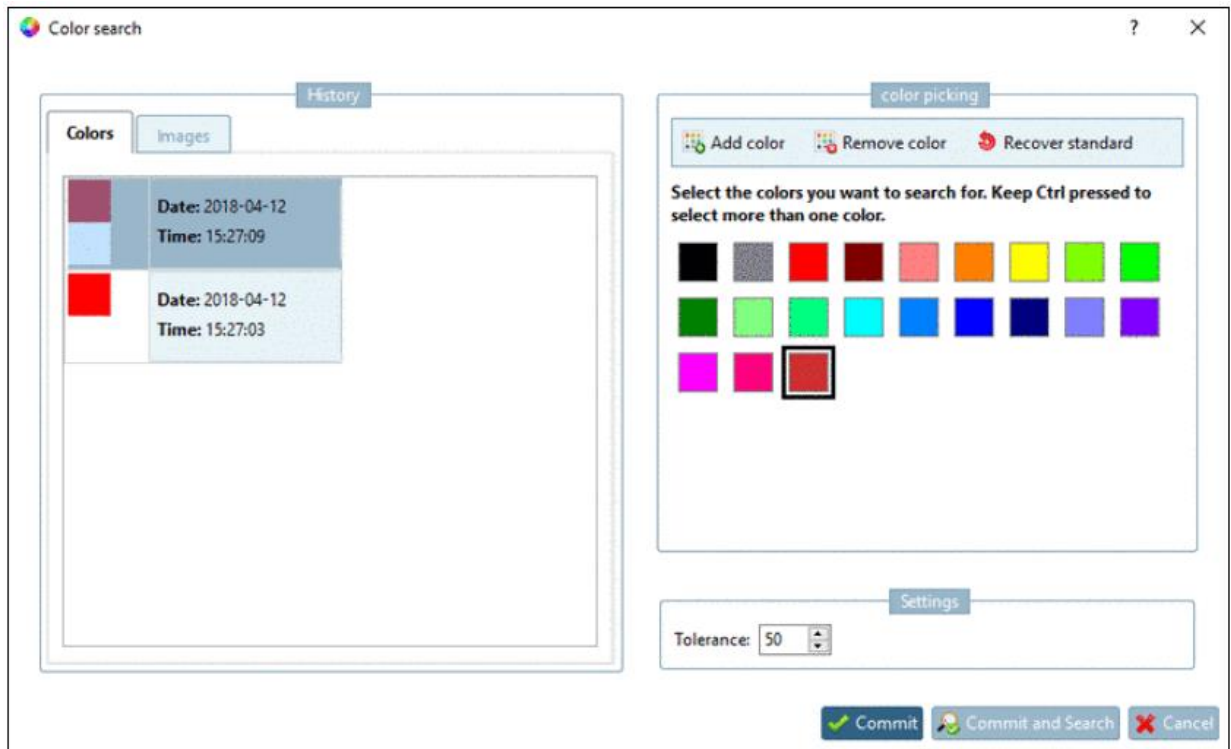 Color search
?
History
Colors
Images
Date: 2018-04-12
Time: 15:27:09
Date: 2018-04-12
Time: 15:27:03
color picking
Add color
Remove color
Recover standard
Select the colors you want to search for. Keep Ctrl pressed to
select more than one color.
Settings
Tolerance: 50
Commit
Commit and Search
Cancel